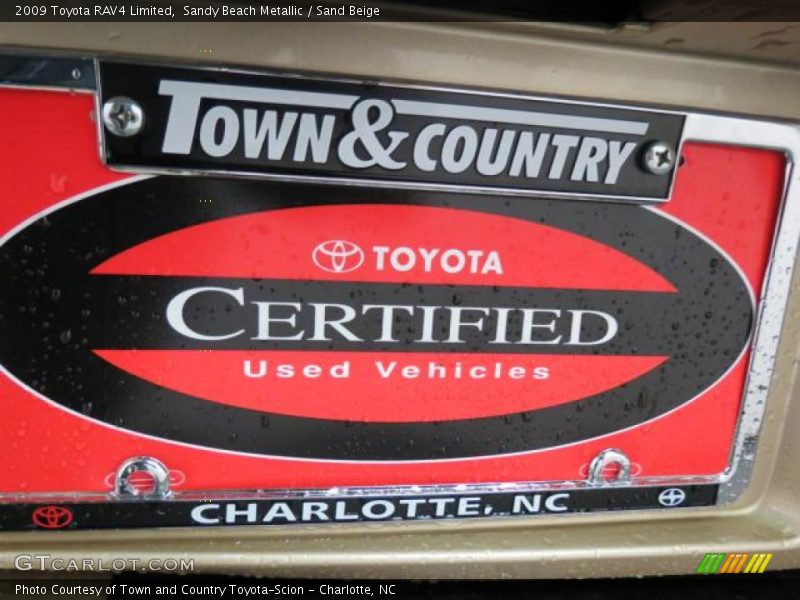 2009 Toyota RAV4 Limited, Sandy Beach Metallic / Sand Beige
TOWN & COUNTRY
TOYOTA
CERTIFIED
Used Vehicles
CHARLOTTE, NC
GTCARLOT.COM
Photo Courtesy of Town and Country Toyota-Scion - Charlotte, NC